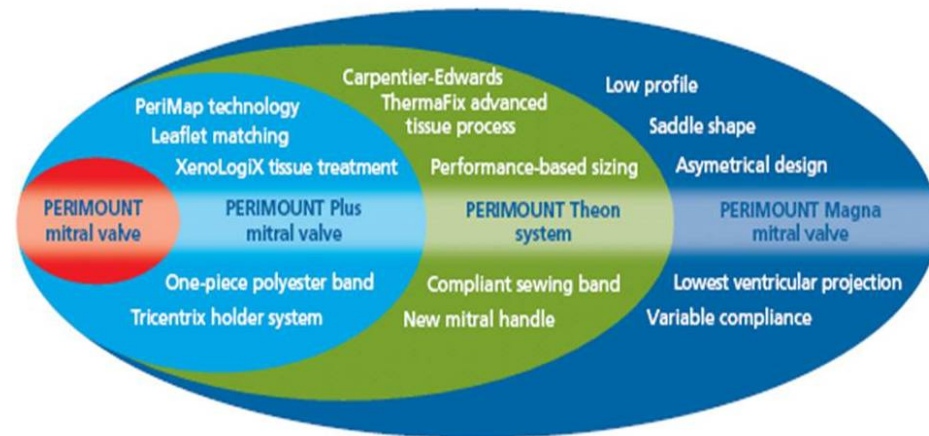 PERIMOUNT
mitral valve
PeriMap technology
Leaflet matching
XenoLogiX tissue treatment
PERIMOUNT Plus
mitral valve
One-piece polyester band
Tricentrix holder system
Carpentier-Edwards
ThermaFix advanced
tissue process
Performance-based sizing
PERIMOUNT Theon
system
Compliant sewing band
New mitral handle
Low profile
Saddle shape
Asymetrical design
PERIMOUNT Magna
mitral valve
Lowest ventricular projection
Variable compliance